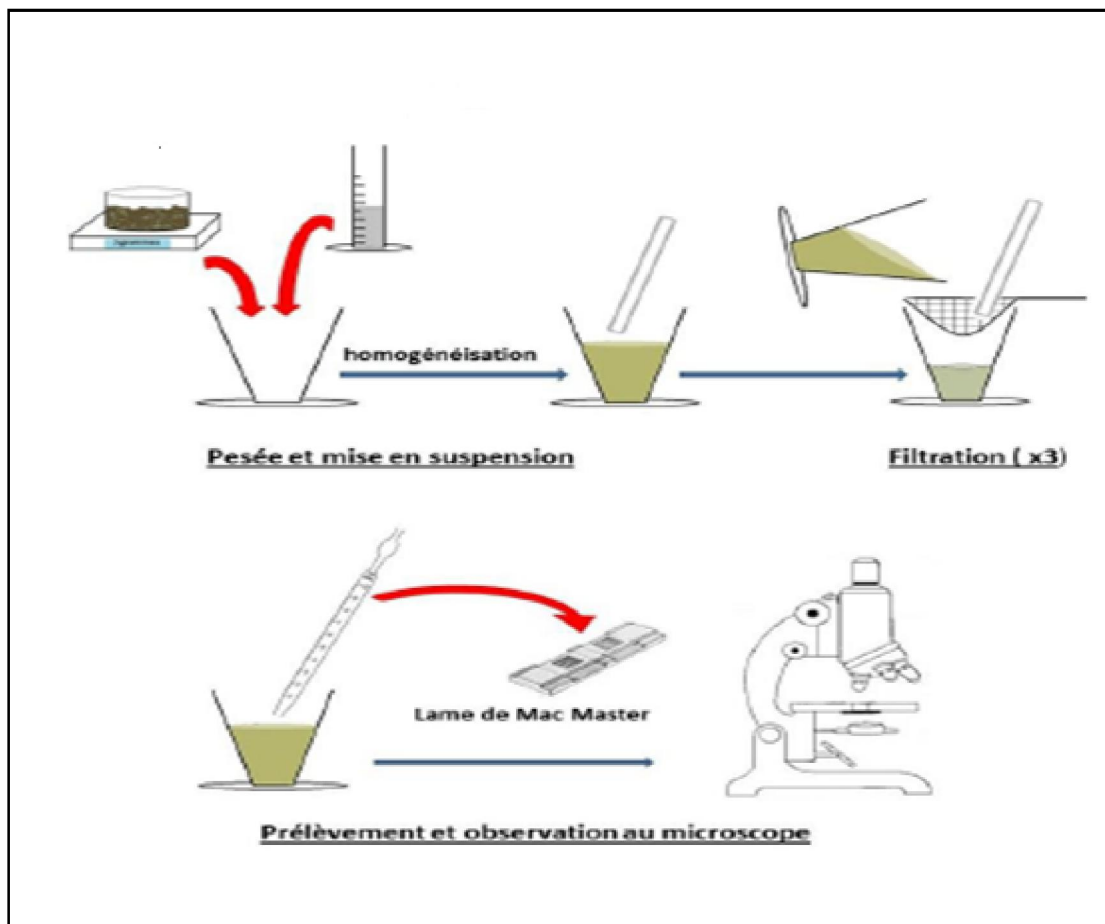 homogénéisation
Pesée et mise en suspension
Filtration ( x3)
Lame de Mac Master
Prélèvement et observation au microscope